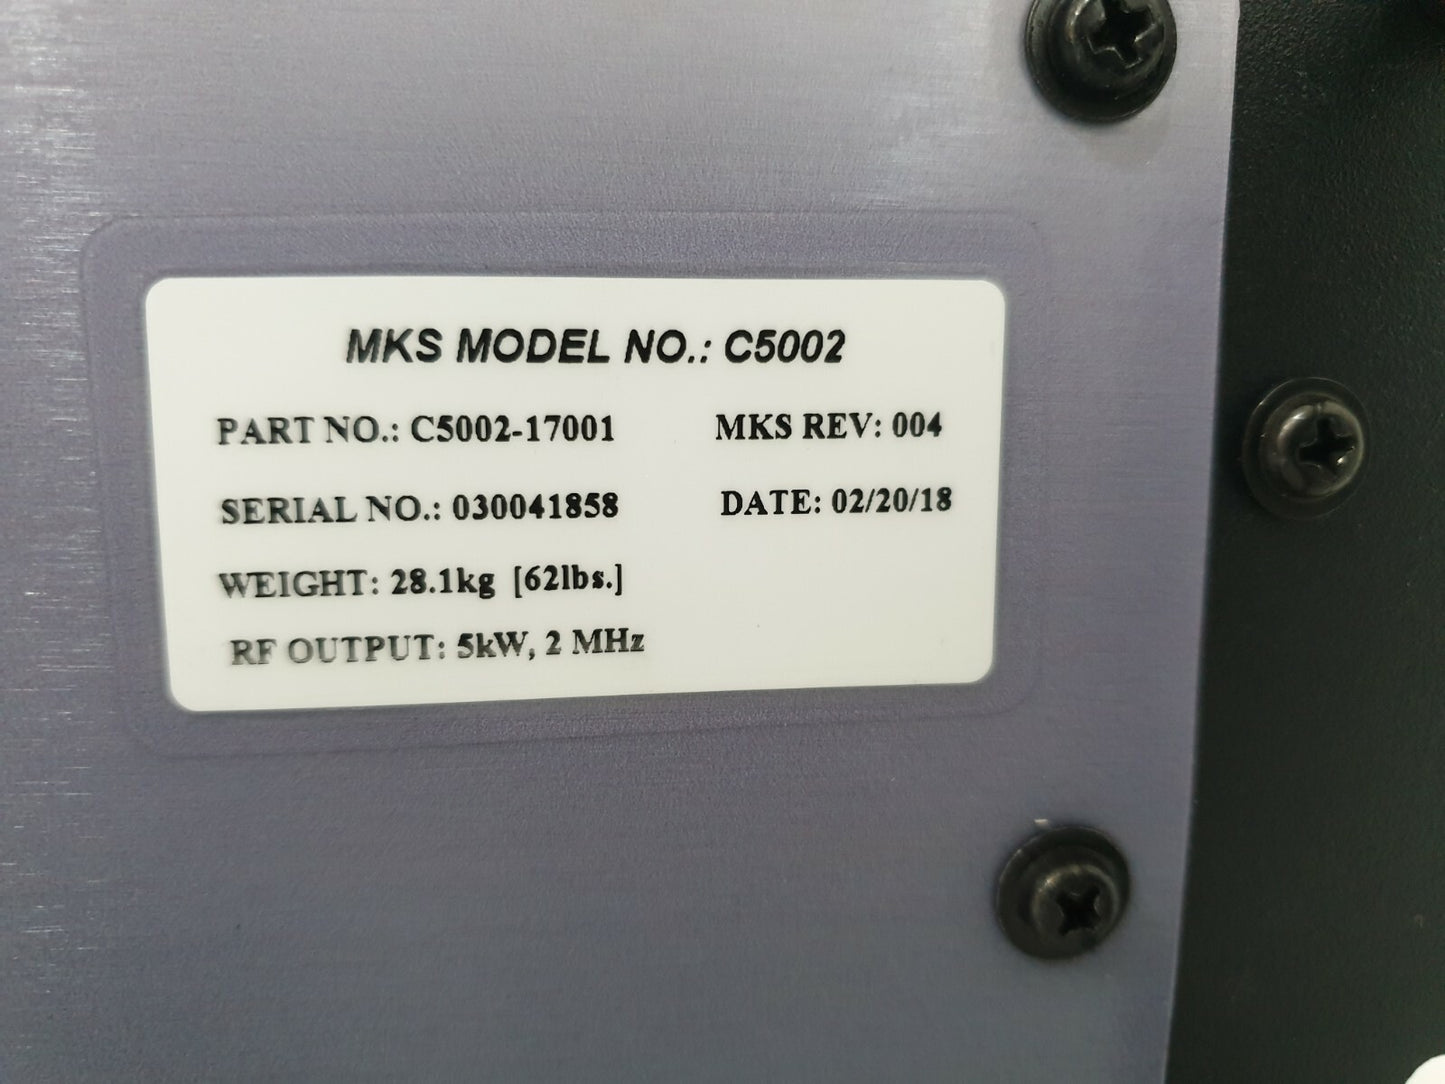 MKS MODEL NO.: C5002
PART NO.: C5002-17001 MKS REV: 004
SERIAL NO.: 030041858 DATE: 02/20/18
WEIGHT: 28.1kg [62lbs.]
RF OUTPUT: 5kW, 2 MHz